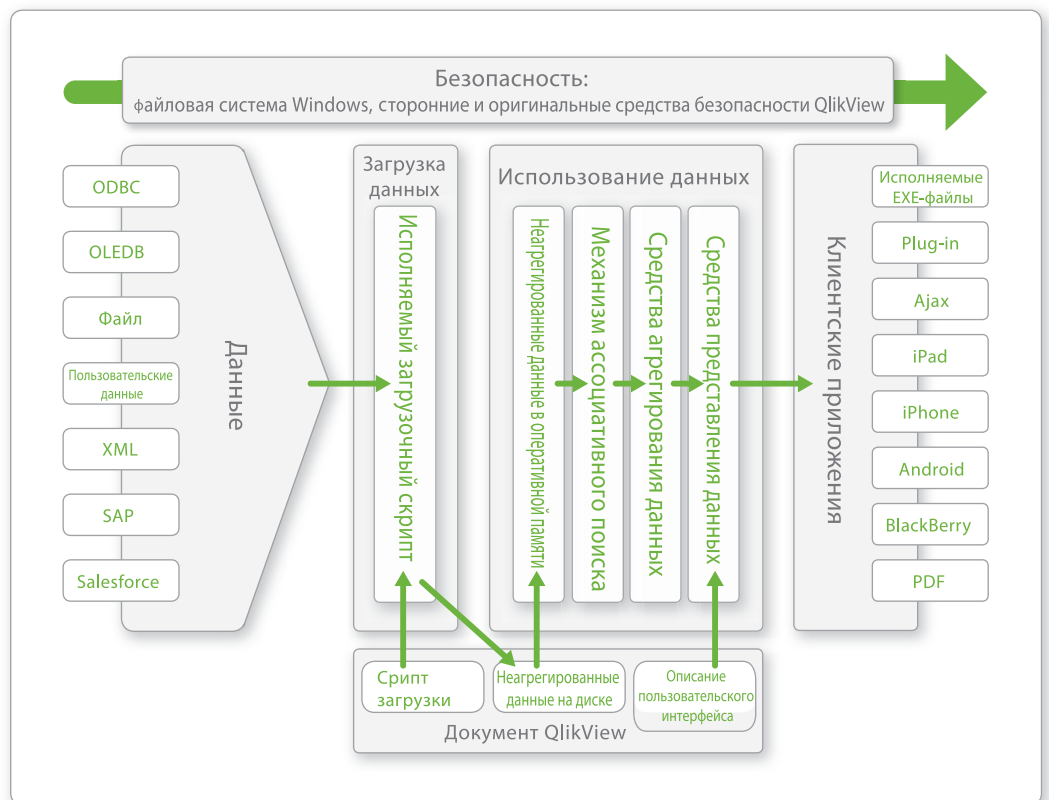 Безопасность:
файловая система Windows, сторонние и оригинальные средства безопасности QlikView
ODBC
OLEDB
Файл
Пользовательские
данные
XML
SAP
Salesforce
Данные
Загрузка
данных
Исполняемый загрузочный скрипт
Использование данных
Неагрегированные данные в оперативной памяти
Механизм ассоциативного поиска
Средства агрегирования данных
Средства представления данных
Клиентские приложения
Исполняемые
EXE-файлы
Plug-in
Ajax
iPad
iPhone
Android
BlackBerry
PDF
Срипт
загрузки
Неагрегированные
данные на диске
Описание
пользовательского
интерфейса
Документ QlikView